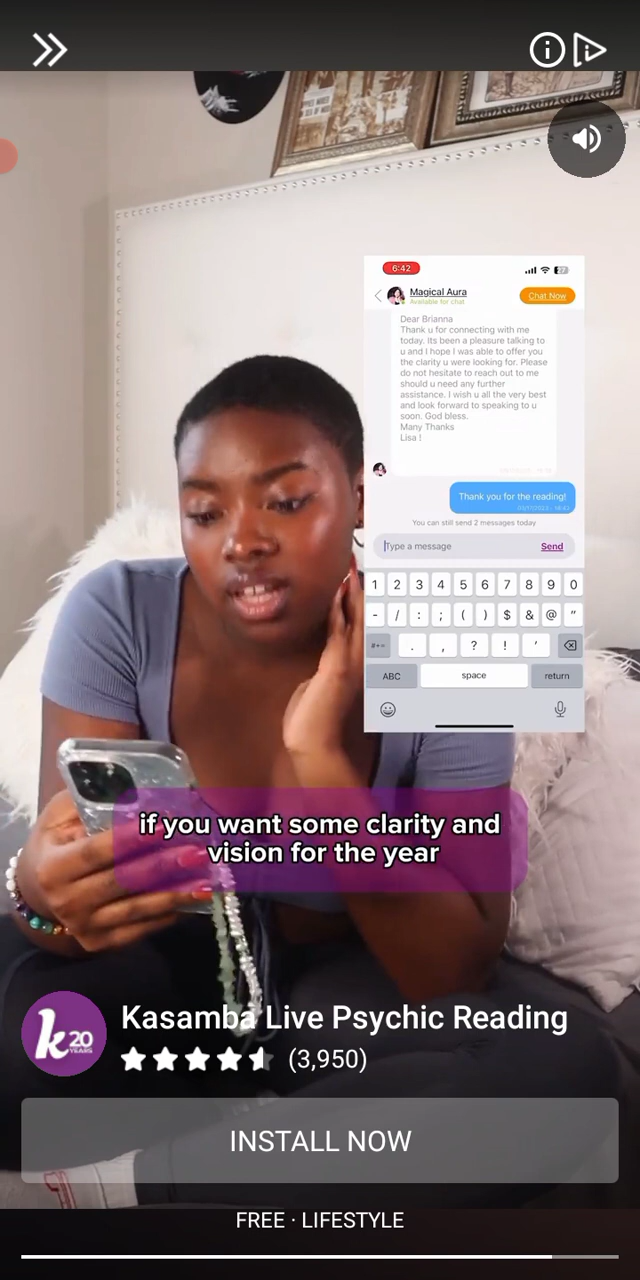 6:42
27
Magical Aura
Available for chat
Chat Now
Dear Brianna
Thank u for connecting with me
today. Its been a pleasure talking to
u and I hope I was able to offer you
the clarity u were looking for. Please
do not hesitate to reach out to me
should u need any further
assistance. I wish u all the very best
and look forward to speaking to u
soon. God bless.
Many Thanks
Lisa !
Thank you for the reading!
You can still send 2 messages today
Type a message Send
1 2 3 4 5 6 7 8 9 0
- / : ; ( ) $ & @ "
#+= . , ? ! '
ABC space return
if you want some clarity and
vision for the year
k 20
YEARS
Kasamba Live Psychic Reading
(3,950)
INSTALL NOW
FREE · LIFESTYLE